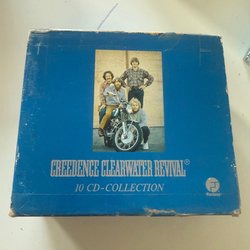 CREEDENCE CLEARWATER REVIVAL®
10 CD-COLLECTION